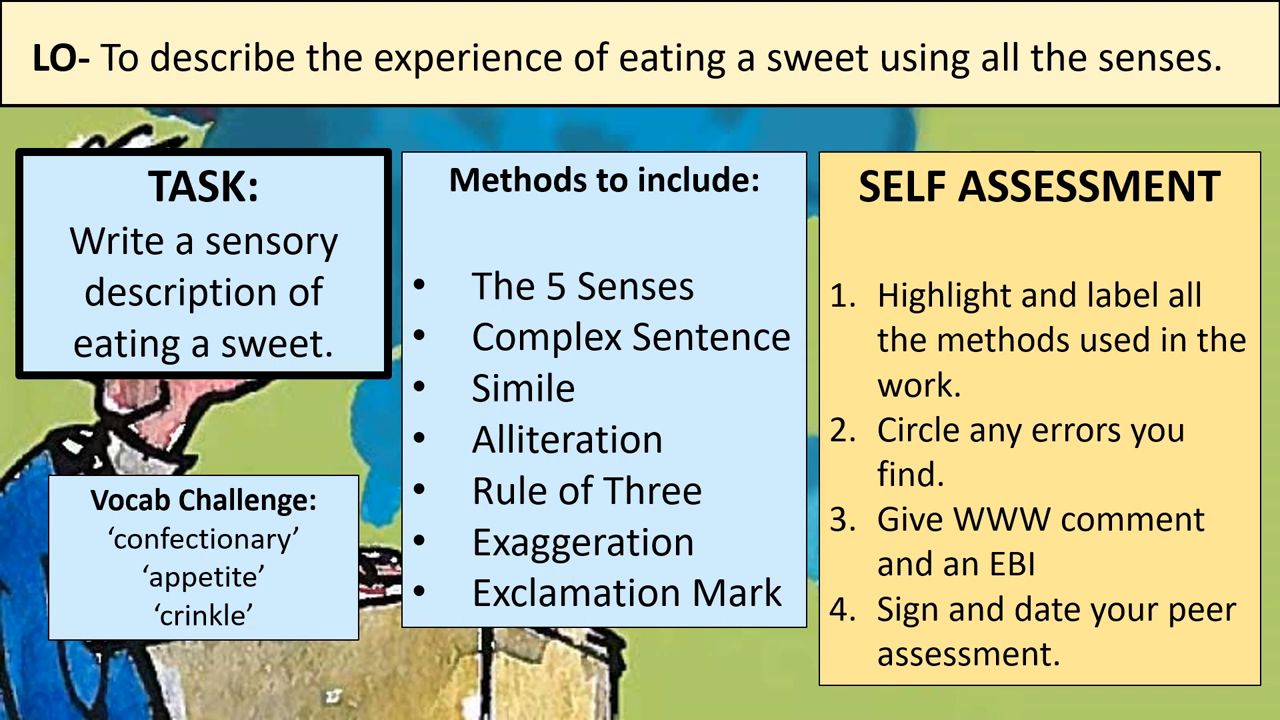 LO- To describe the experience of eating a sweet using all the senses.
TASK:
Write a sensory
description of
eating a sweet.
Vocab Challenge:
‘confectionary’
‘appetite’
‘crinkle’
Methods to include:
• The 5 Senses
• Complex Sentence
• Simile
• Alliteration
• Rule of Three
• Exaggeration
• Exclamation Mark
SELF ASSESSMENT
1. Highlight and label all
the methods used in the
work.
2. Circle any errors you
find.
3. Give WWW comment
and an EBI
4. Sign and date your peer
assessment.